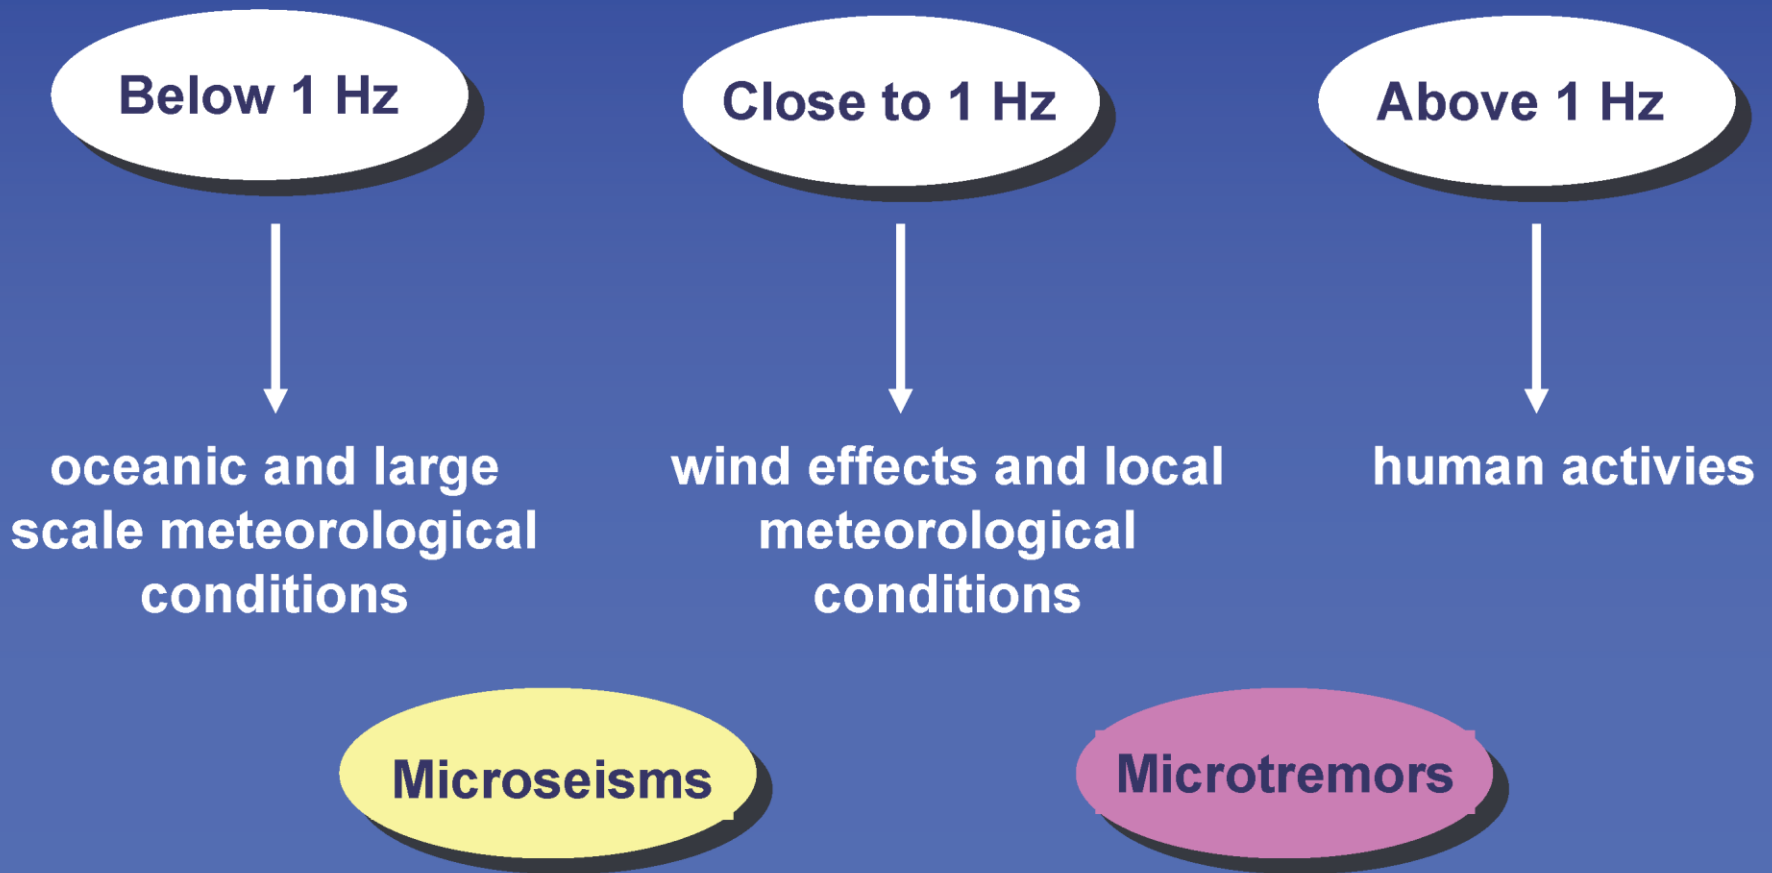 Below 1 Hz
Close to 1 Hz
Above 1 Hz
oceanic and large
scale meteorological
conditions
wind effects and local
meteorological
conditions
human activies
Microseisms
Microtremors